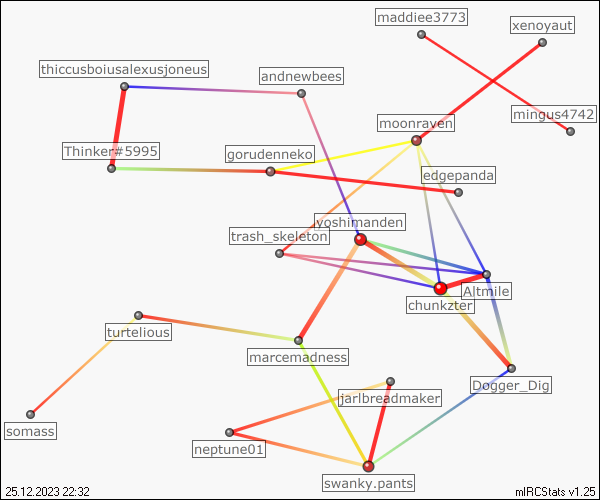 maddiee3773
xenoyaut
thiccusboiusalexusjoneus
andnewbees
mingus4742
moonraven
Thinker#5995
gorudenneko
edgepanda
yoshimanden
trash_skeleton
Altmile
chunkzter
turtelious
marcemadness
Dogger_Dig
jarlbreadmaker
somass
neptune01
swanky.pants
25.12.2023 22:32
mIRCStats v1.25